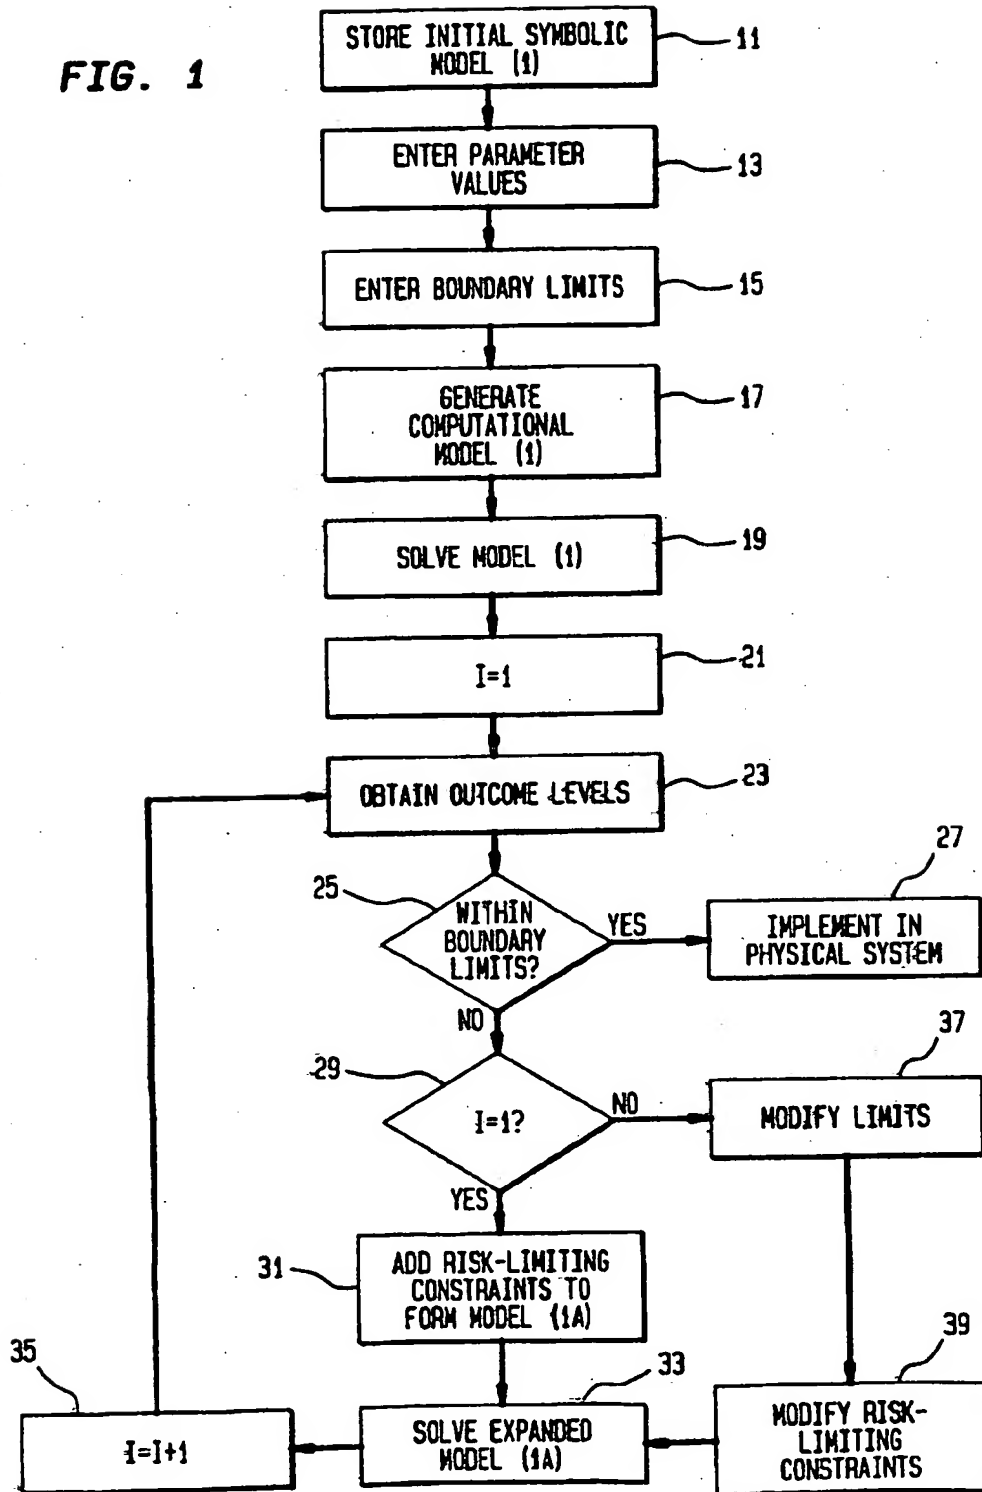 FIG. 1
STORE INITIAL SYMBOLIC
MODEL (1)
11
ENTER PARAMETER
VALUES
13
ENTER BOUNDARY LIMITS
15
GENERATE
COMPUTATIONAL
MODEL (1)
17
SOLVE MODEL (1)
19
I=1
21
OBTAIN OUTCOME LEVELS
23
25
WITHIN
BOUNDARY
LIMITS?
YES
NO
27
IMPLEMENT IN
PHYSICAL SYSTEM
29
I=1?
NO
YES
37
MODIFY LIMITS
31
ADD RISK-LIMITING
CONSTRAINTS TO
FORM MODEL (1A)
35
I=I+1
33
SOLVE EXPANDED
MODEL (1A)
39
MODIFY RISK-
LIMITING
CONSTRAINTS